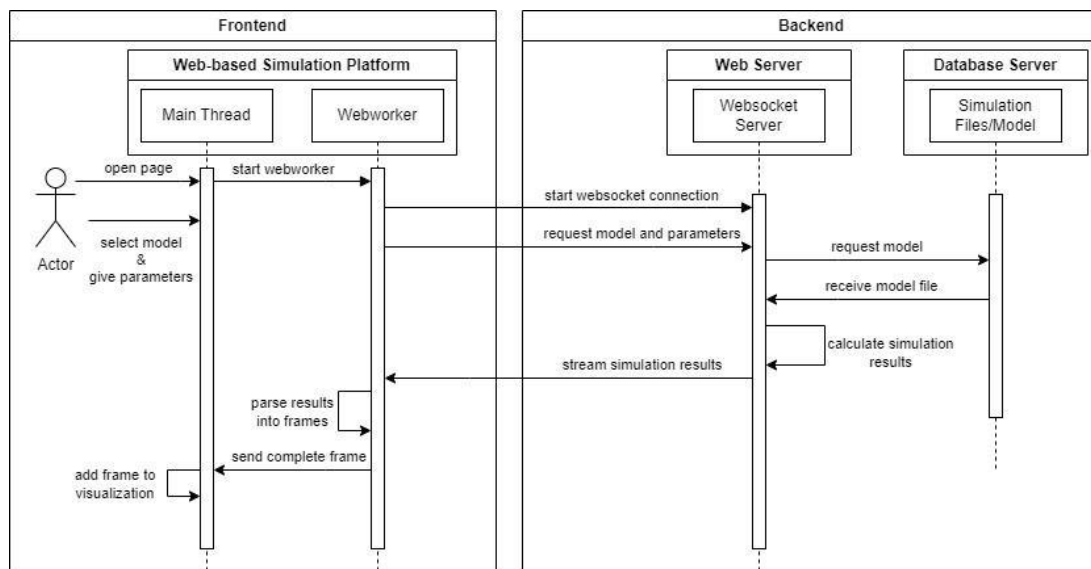 Frontend
Backend
Web-based Simulation Platform
Web Server
Database Server
Main Thread
Webworker
Websocket
Server
Simulation
Files/Model
open page
start webworker
start websocket connection
select model
&
give parameters
Actor
request model and parameters
request model
receive model file
calculate simulation
results
stream simulation results
parse results
into frames
send complete frame
add frame to
visualization